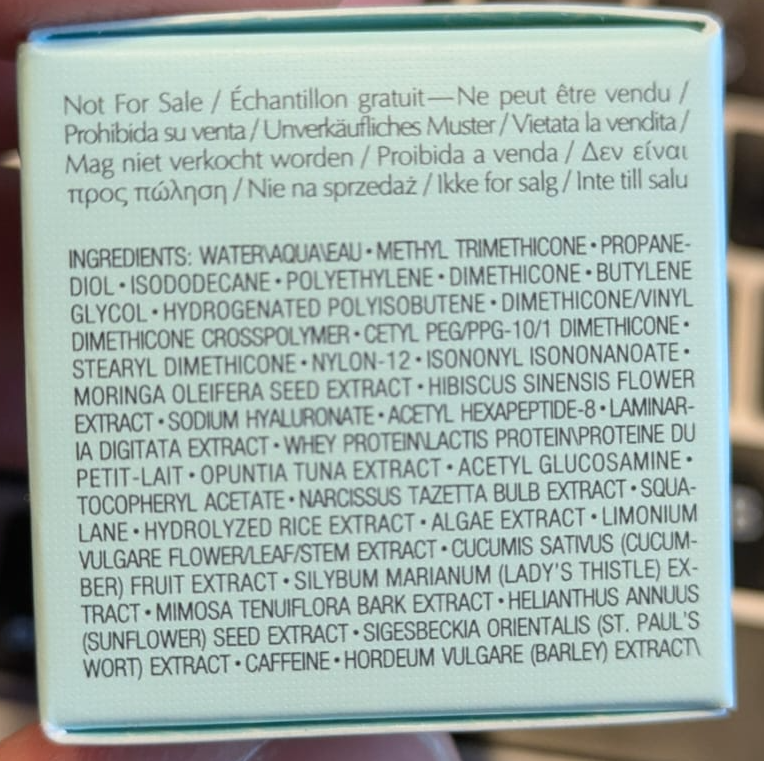 Not For Sale / Échantillon gratuit—Ne peut être vendu /
Prohibida su venta / Unverkäufliches Muster / Vietata la vendita /
Mag niet verkocht worden / Proibida a venda / Δεν είναι
προς πώληση / Nie na sprzedaż / Ikke for salg / Inte till salu
INGREDIENTS: WATER\AQUA\EAU • METHYL TRIMETHICONE • PROPANE-
DIOL • ISODODECANE • POLYETHYLENE • DIMETHICONE • BUTYLENE
GLYCOL • HYDROGENATED POLYISOBUTENE • DIMETHICONE/VINYL
DIMETHICONE CROSSPOLYMER • CETYL PEG/PPG-10/1 DIMETHICONE •
STEARYL DIMETHICONE • NYLON-12 • ISONONYL ISONONANOATE •
MORINGA OLEIFERA SEED EXTRACT • HIBISCUS SINENSIS FLOWER
EXTRACT • SODIUM HYALURONATE • ACETYL HEXAPEPTIDE-8 • LAMINAR-
IA DIGITATA EXTRACT • WHEY PROTEIN\LACTIS PROTEIN\PROTEINE DU
PETIT-LAIT • OPUNTIA TUNA EXTRACT • ACETYL GLUCOSAMINE •
TOCOPHERYL ACETATE • NARCISSUS TAZETTA BULB EXTRACT • SQUA-
LANE • HYDROLYZED RICE EXTRACT • ALGAE EXTRACT • LIMONIUM
VULGARE FLOWER/LEAF/STEM EXTRACT • CUCUMIS SATIVUS (CUCUM-
BER) FRUIT EXTRACT • SILYBUM MARIANUM (LADY'S THISTLE) EX-
TRACT • MIMOSA TENUIFLORA BARK EXTRACT • HELIANTHUS ANNUUS
(SUNFLOWER) SEED EXTRACT • SIGESBECKIA ORIENTALIS (ST. PAUL'S
WORT) EXTRACT • CAFFEINE • HORDEUM VULGARE (BARLEY) EXTRACT\